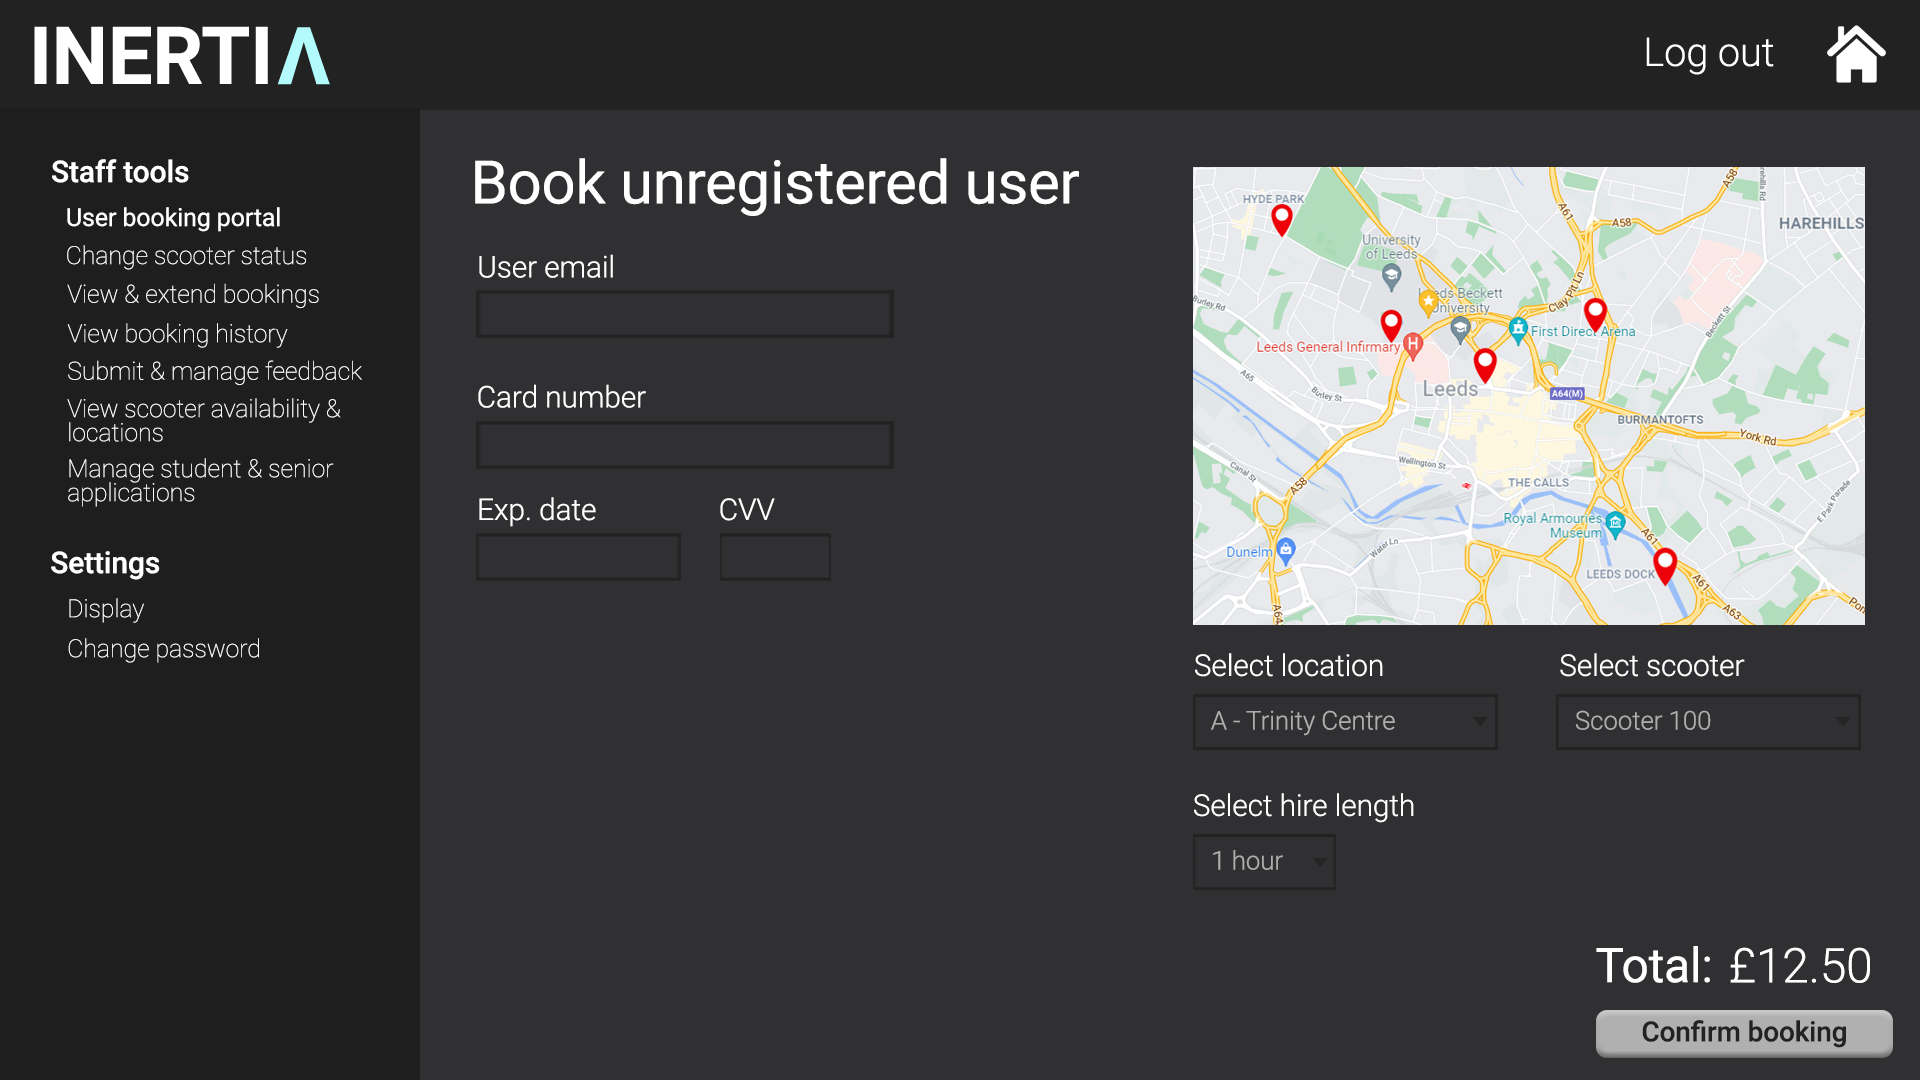 INERTIA
Log out
Staff tools
User booking portal
Change scooter status
View & extend bookings
View booking history
Submit & manage feedback
View scooter availability &
locations
Manage student & senior
applications
Settings
Display
Change password
Book unregistered user
User email
Card number
Exp. date
CVV
HYDE PARK
A58
A61
A58
HAREHILLS
University
of Leeds
Burley Rd
Leeds Beckett
University
Clay Pit Ln
Beckett St
First Direct Arena
Leeds General Infirmary
H
A65
Burley St
Leeds
A64(M)
BURMANTOFTS
York Rd
Wellington St
Canal St
A58
THE CALLS
E Park Parade
Royal Armouries
Museum
A61
Water Ln
Dunelm
LEEDS DOCK
A61
A63
A64
Select location
Select scooter
A - Trinity Centre
Scooter 100
Select hire length
1 hour
Total: £12.50
Confirm booking